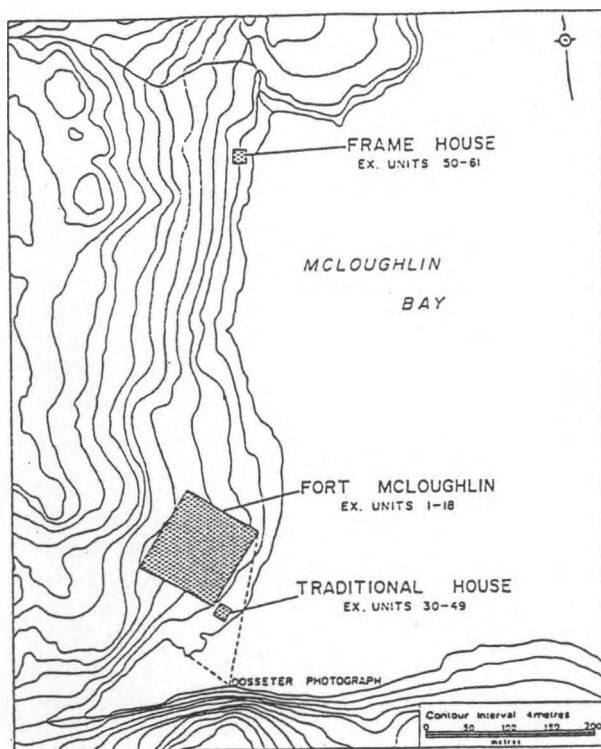 FRAME HOUSE
EX. UNITS 50-61
MCLOUGHLIN
BAY
FORT MCLOUGHLIN
EX. UNITS 1-18
TRADITIONAL HOUSE
EX. UNITS 30-49
DOSSETER PHOTOGRAPH
Contour Interval 4metres
0 50 100 150 200
metres